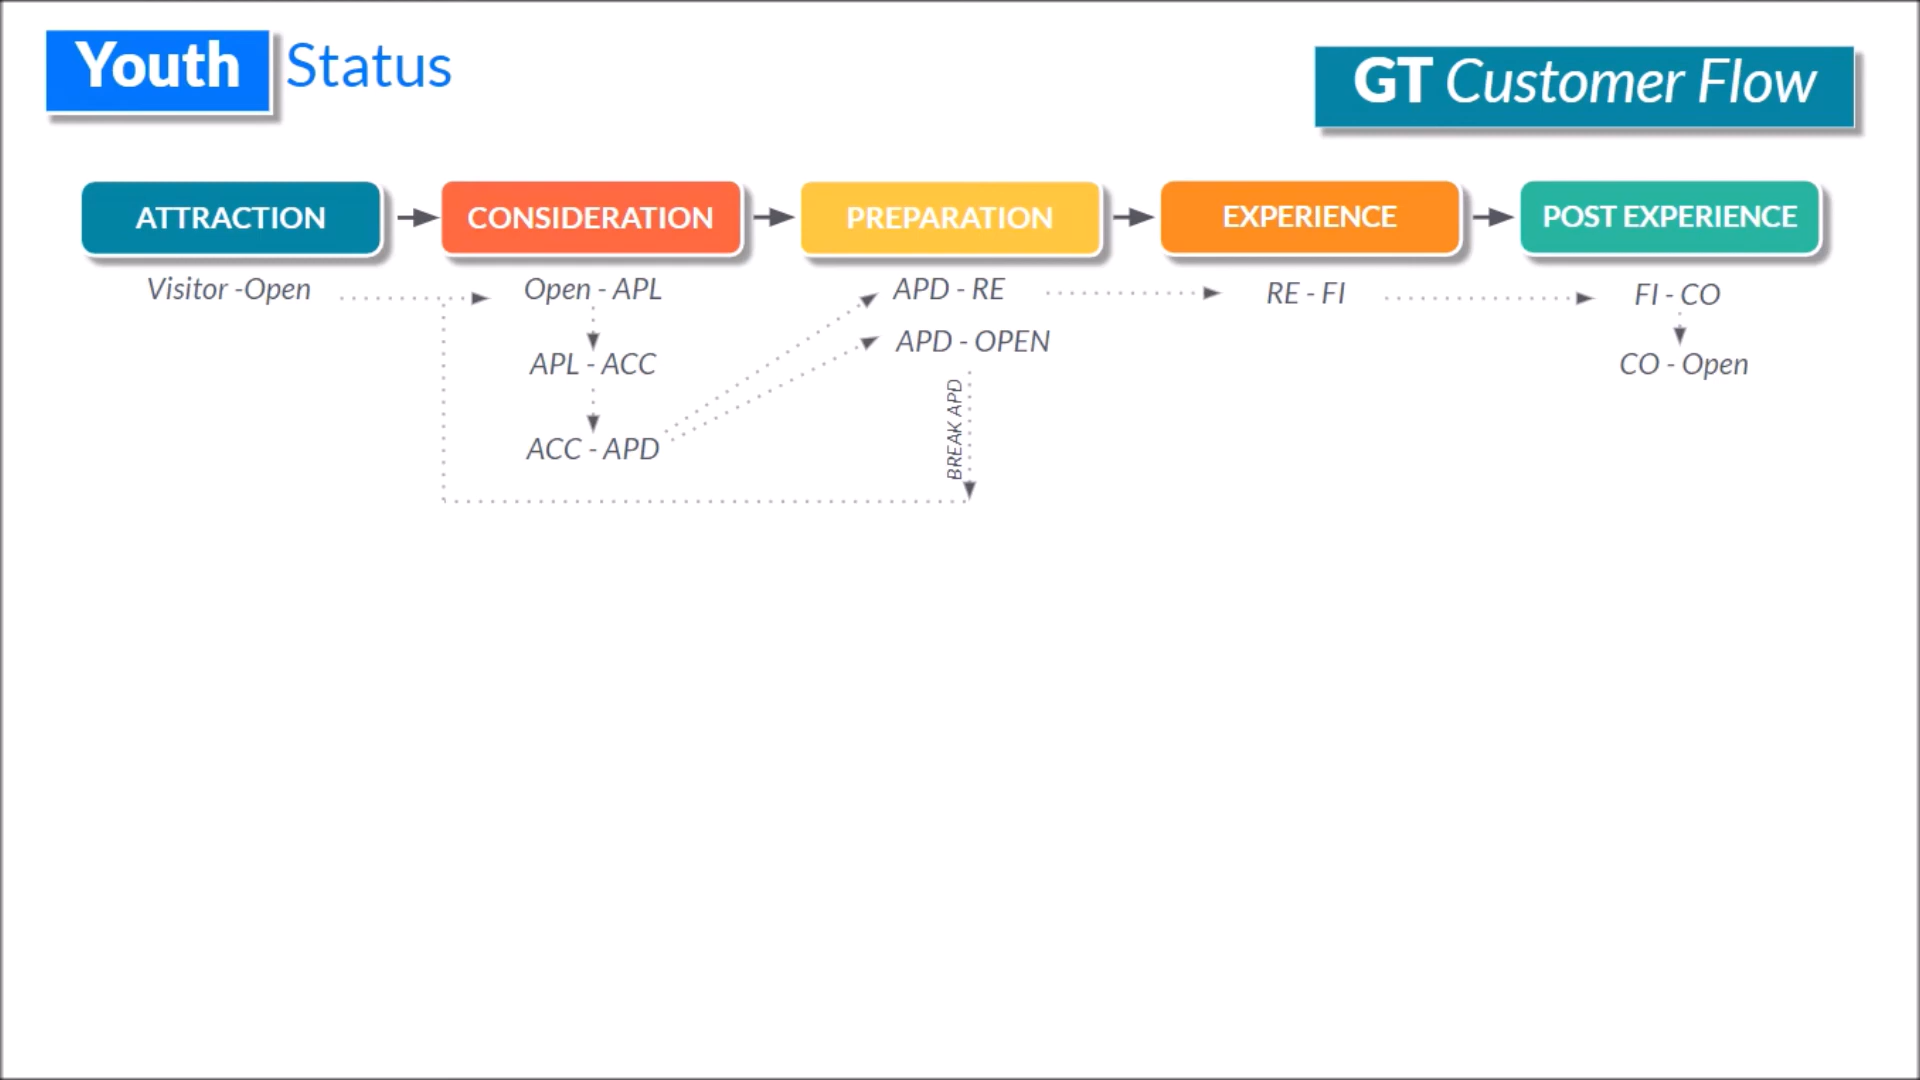 Youth Status
GT Customer Flow
ATTRACTION
CONSIDERATION
PREPARATION
EXPERIENCE
POST EXPERIENCE
Visitor -Open
Open - APL
APL - ACC
ACC - APD
APD - RE
APD - OPEN
BREAK APD
RE - FI
FI - CO
CO - Open